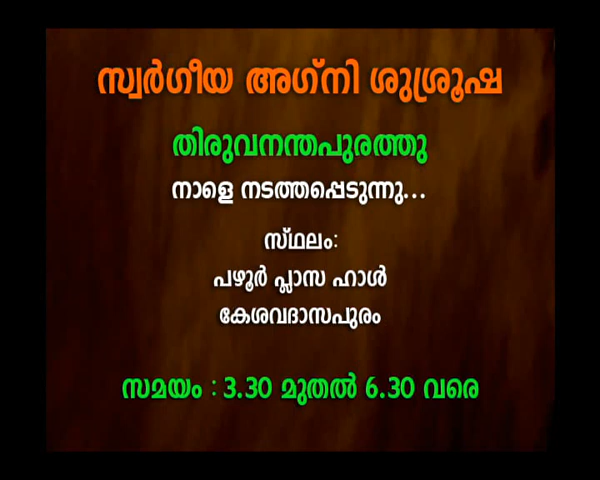 സ്വർഗീയ അഗ്നി ശുശ്രൂഷ
തിരുവനന്തപുരത്തു
നാളെ നടത്തപ്പെടുന്നു...
സ്ഥലം:
പഴൂർ പ്ലാസ ഹാൾ
കേശവദാസപുരം
സമയം : 3.30 മുതൽ 6.30 വരെ